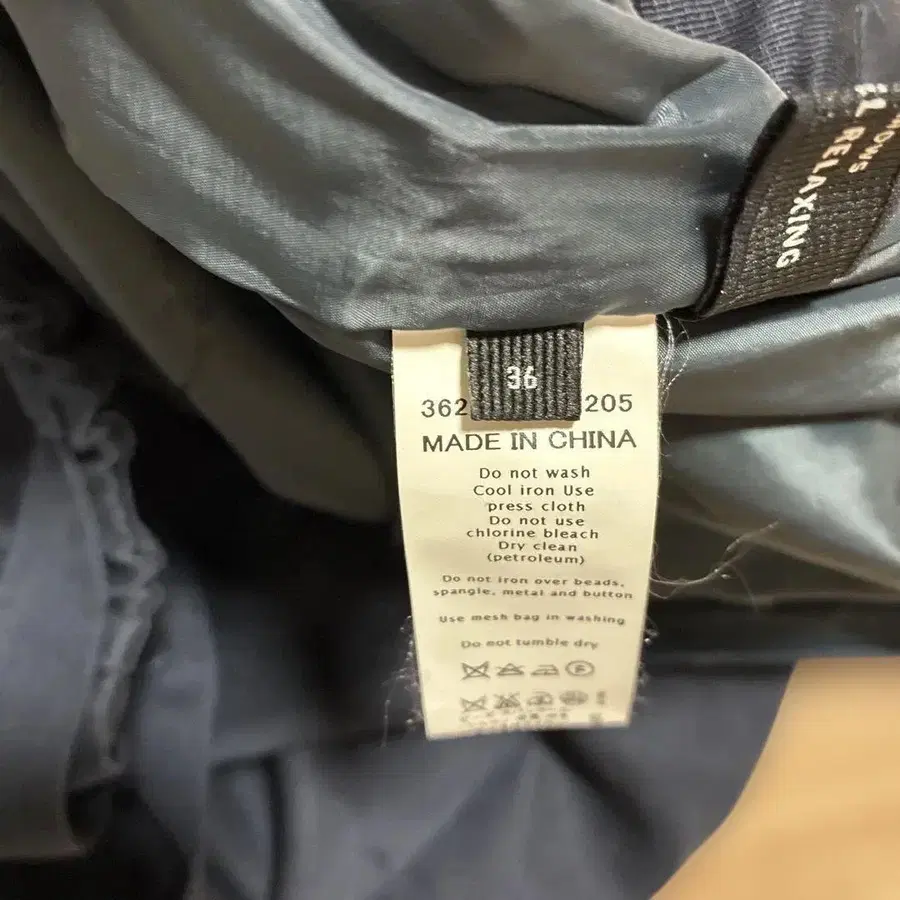 RELAXING
36
362 205
MADE IN CHINA
Do not wash
Cool iron Use
press cloth
Do not use
chlorine bleach
Dry clean
(petroleum)
Do not iron over beads,
spangle, metal and button
Use mesh bag in washing
Do not tumble dry